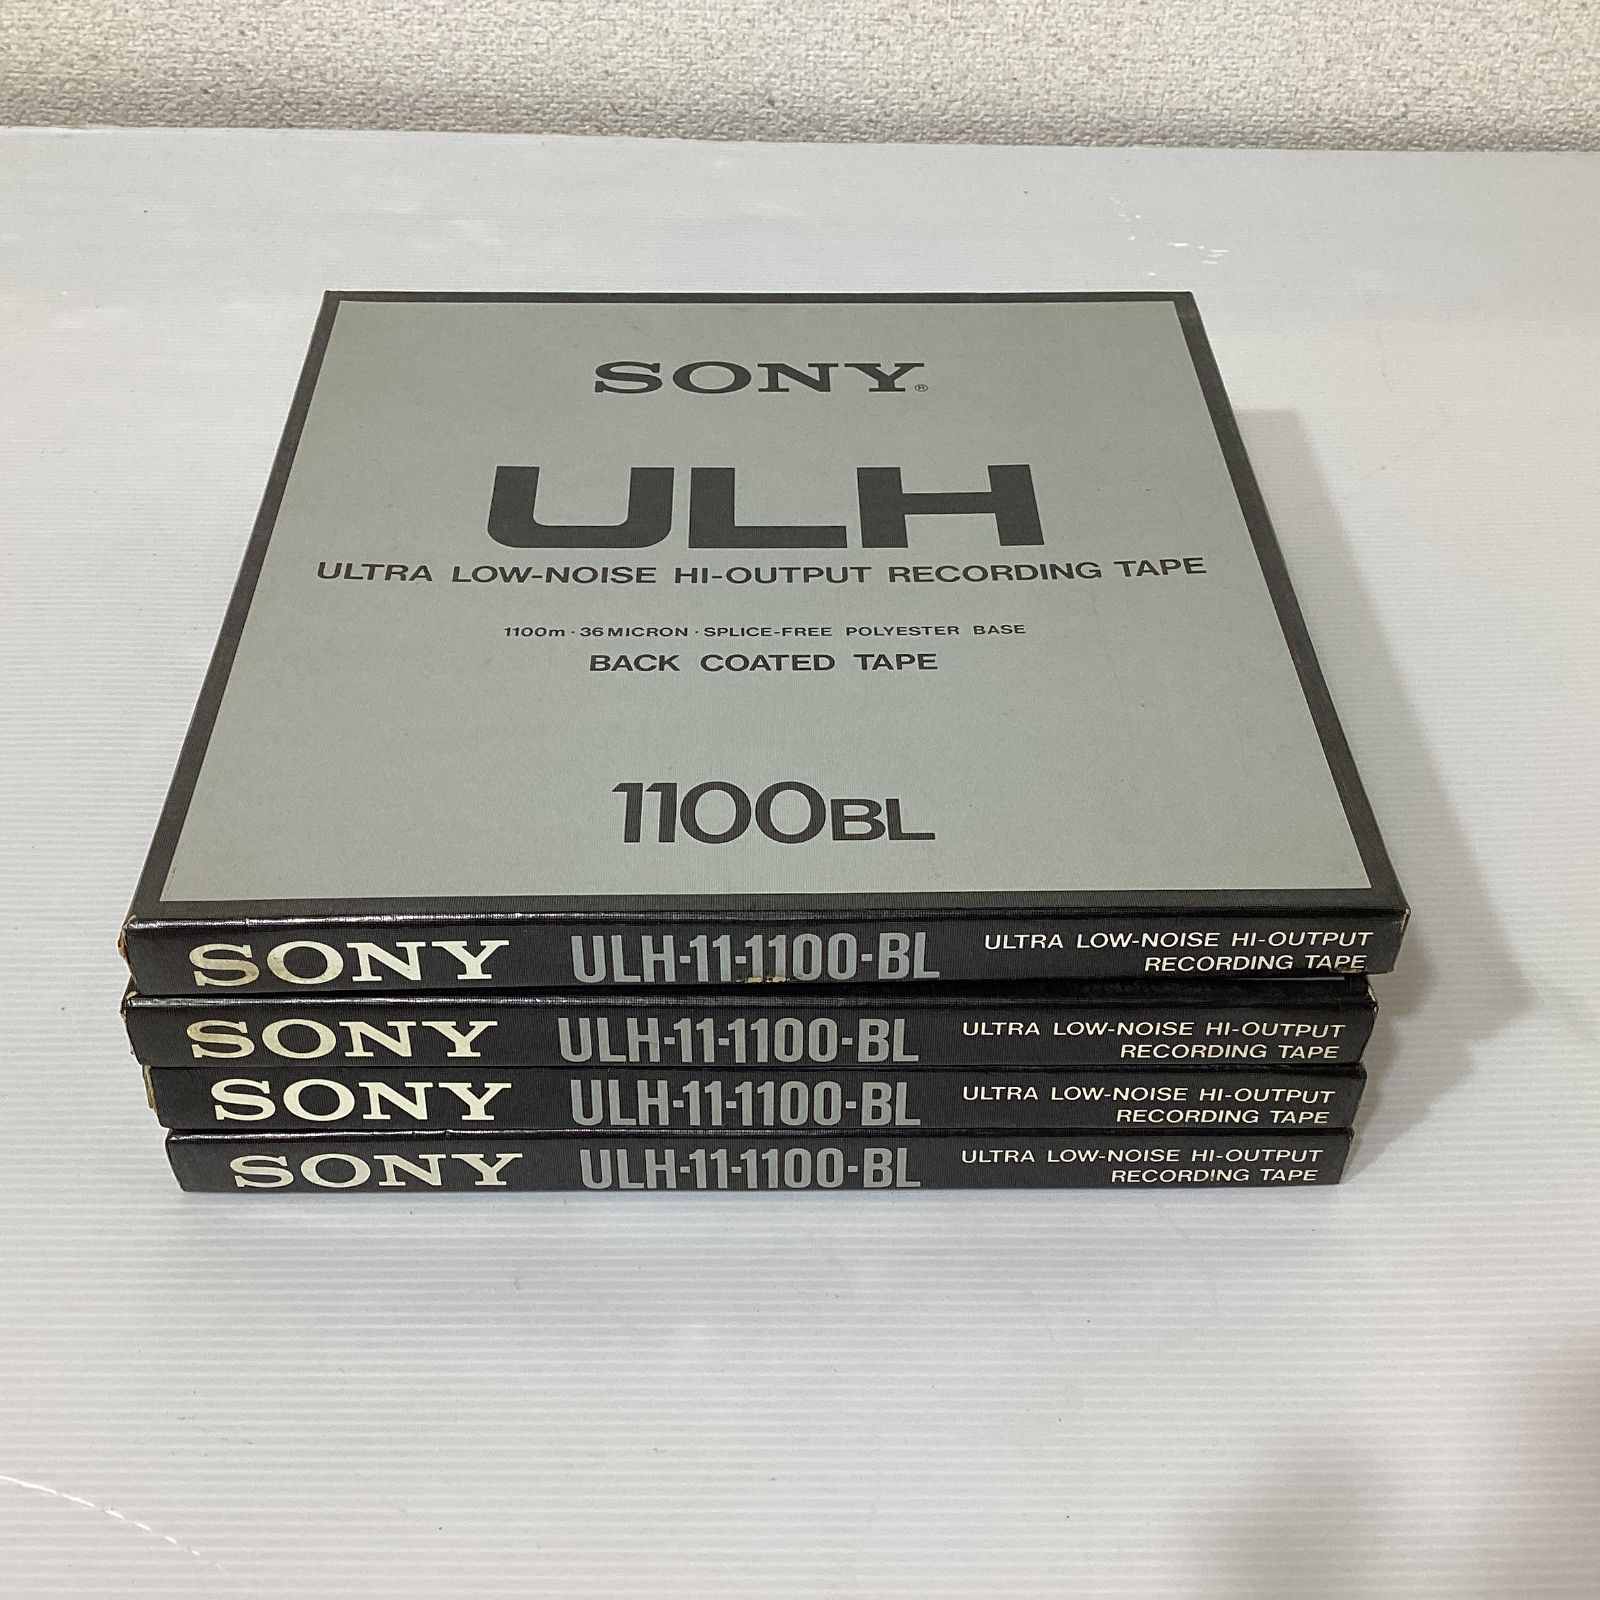 SONY®
ULH
ULTRA LOW-NOISE HI-OUTPUT RECORDING TAPE
1100m · 36 MICRON · SPLICE-FREE POLYESTER BASE
BACK COATED TAPE
1100BL
SONY ULH-11-1100-BL ULTRA LOW-NOISE HI-OUTPUT
RECORDING TAPE
SONY ULH-11-1100-BL ULTRA LOW-NOISE HI-OUTPUT
RECORDING TAPE
SONY ULH-11-1100-BL ULTRA LOW-NOISE HI-OUTPUT
RECORDING TAPE
SONY ULH-11-1100-BL ULTRA LOW-NOISE HI-OUTPUT
RECORDING TAPE